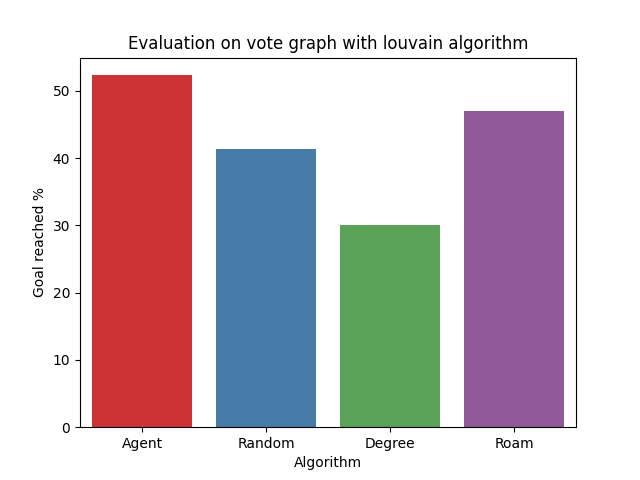 Evaluation on vote graph with louvain algorithm
50
40
30
20
10
0
Goal reached %
Agent Random Degree Roam
Algorithm